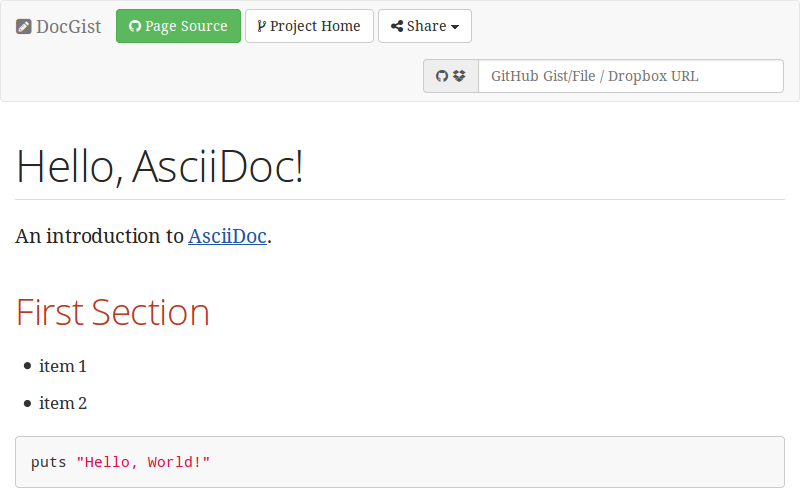 DocGist Page Source Project Home Share
GitHub Gist/File / Dropbox URL
Hello, AsciiDoc!
An introduction to AsciiDoc.
First Section
item 1
item 2
puts "Hello, World!"